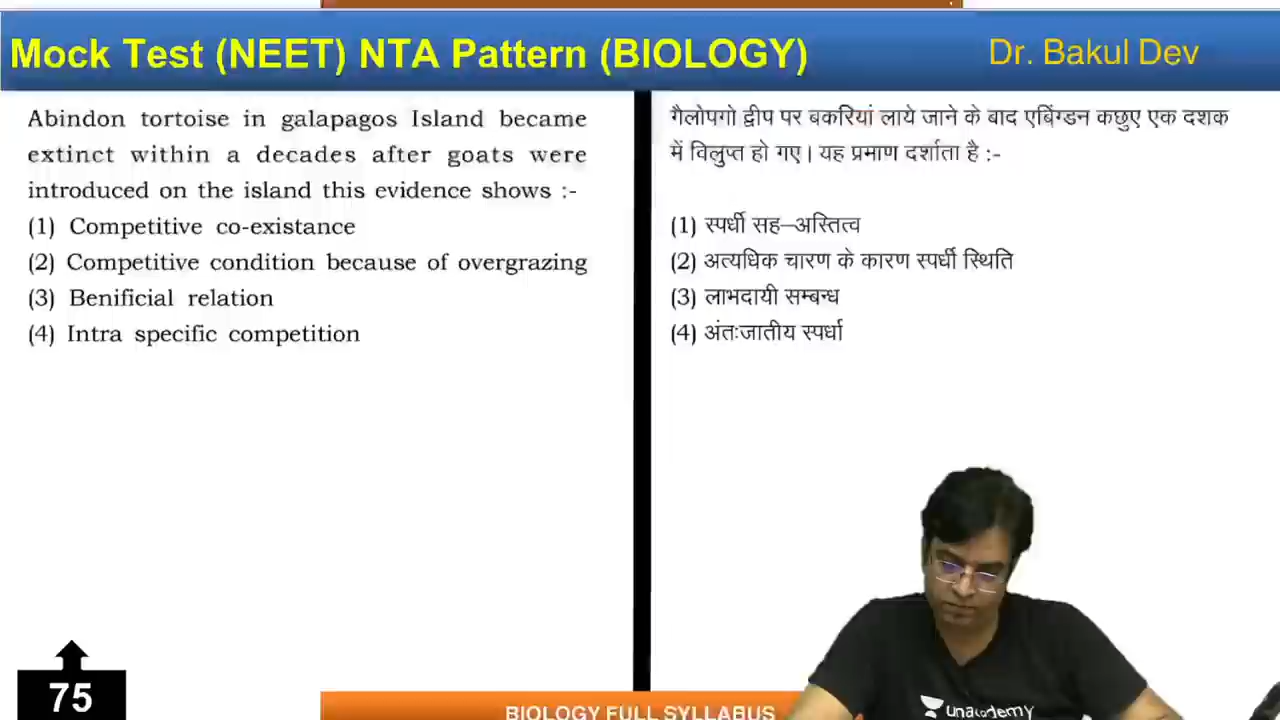 Mock Test (NEET) NTA Pattern (BIOLOGY)
Dr. Bakul Dev
Abindon tortoise in galapagos Island became
extinct within a decades after goats were
introduced on the island this evidence shows :-
(1) Competitive co-existance
(2) Competitive condition because of overgrazing
(3) Benificial relation
(4) Intra specific competition
गैलोपगो द्वीप पर बकरियां लाये जाने के बाद एबिंग्डन कछुए एक दशक
में विलुप्त हो गए। यह प्रमाण दर्शाता है :-
(1) स्पर्धी सह–अस्तित्व
(2) अत्यधिक चारण के कारण स्पर्धी स्थिति
(3) लाभदायी सम्बन्ध
(4) अंतःजातीय स्पर्धा
75
BIOLOGY FULL SYLLABUS
unacademy